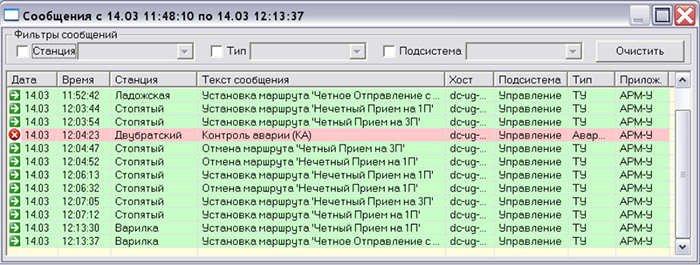 Сообщения с 14.03 11:48:10 по 14.03 12:13:37
Фильтры сообщений
Станция Тип Подсистема Очистить
Дата Время Станция Текст сообщения Хост Подсистема Тип Прилож.
14.03 11:52:42 Ладожская Установка маршрута 'Четное Отправление с ... dc-ug-... Управление ТУ АРМ-У
14.03 12:03:44 Стопятый Установка маршрута 'Нечетный Прием на 1П' dc-ug-... Управление ТУ АРМ-У
14.03 12:03:54 Стопятый Установка маршрута 'Четный Прием на 3П' dc-ug-... Управление ТУ АРМ-У
14.03 12:04:23 Двубратский Контроль аварии (КА) dc-ug-... Управление Авар... АРМ-У
14.03 12:04:47 Стопятый Отмена маршрута 'Четный Прием на 3П' dc-ug-... Управление ТУ АРМ-У
14.03 12:04:52 Стопятый Отмена маршрута 'Нечетный Прием на 1П' dc-ug-... Управление ТУ АРМ-У
14.03 12:06:13 Стопятый Установка маршрута 'Нечетный Прием на 1П' dc-ug-... Управление ТУ АРМ-У
14.03 12:06:32 Стопятый Отмена маршрута 'Нечетный Прием на 1П' dc-ug-... Управление ТУ АРМ-У
14.03 12:07:05 Стопятый Установка маршрута 'Нечетный Прием на 3П' dc-ug-... Управление ТУ АРМ-У
14.03 12:07:12 Стопятый Установка маршрута 'Четный Прием на 1П' dc-ug-... Управление ТУ АРМ-У
14.03 12:13:30 Варилка Установка маршрута 'Нечетный Прием на 1П' dc-ug-... Управление ТУ АРМ-У
14.03 12:13:37 Варилка Установка маршрута 'Четное Отправление с ... dc-ug-... Управление ТУ АРМ-У